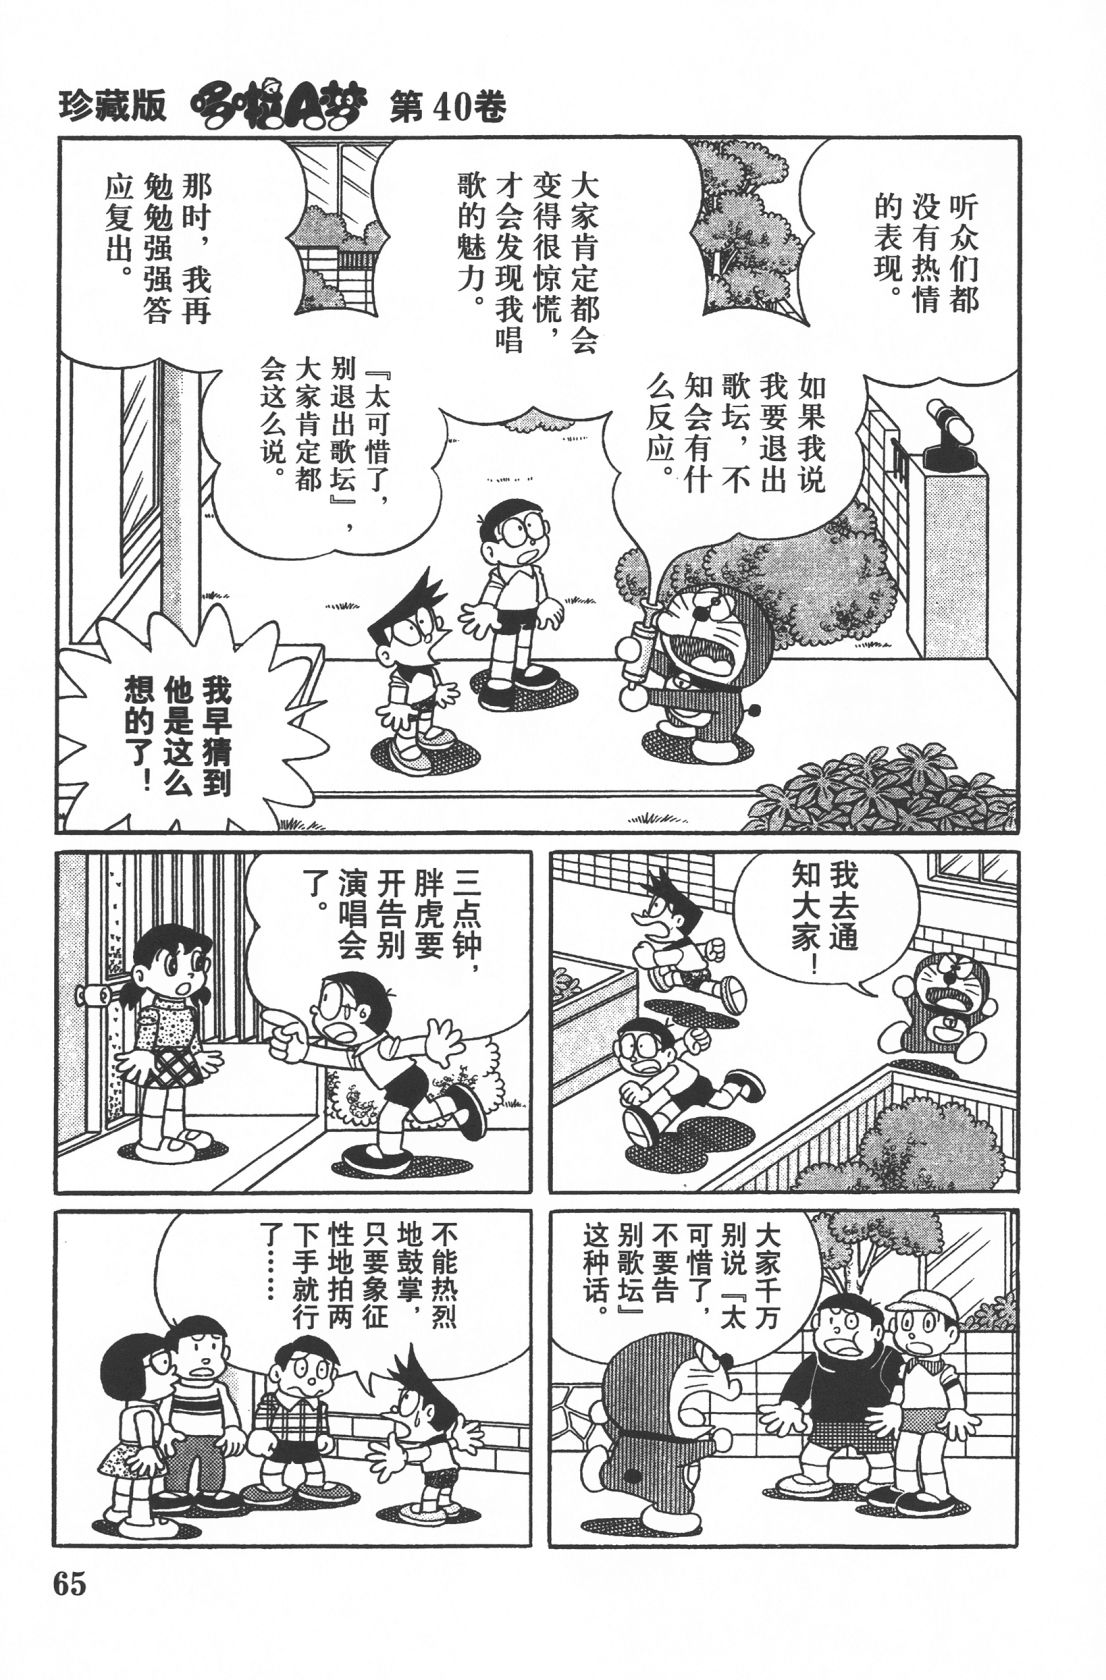 珍藏版 哆啦A梦 第40卷
听众们都
没有热情
的表现。
如果我说
我要退出
歌坛，不
知会有什
么反应。
大家肯定都会
变得很惊慌，
才会发现我唱
歌的魅力。
『太可惜了，
别退出歌坛』，
大家肯定都
会这么说。
那时，我再
勉勉强强答
应复出。
我早猜到
他是这么
想的了！
我去通
知大家！
三点钟，
胖虎要
开告别
演唱会
了。
大家千万
别说『太
可惜了，
不要告
别歌坛』
这种话。
不能热烈
地鼓掌，
只要象征
性地拍两
下手就行
了……
65